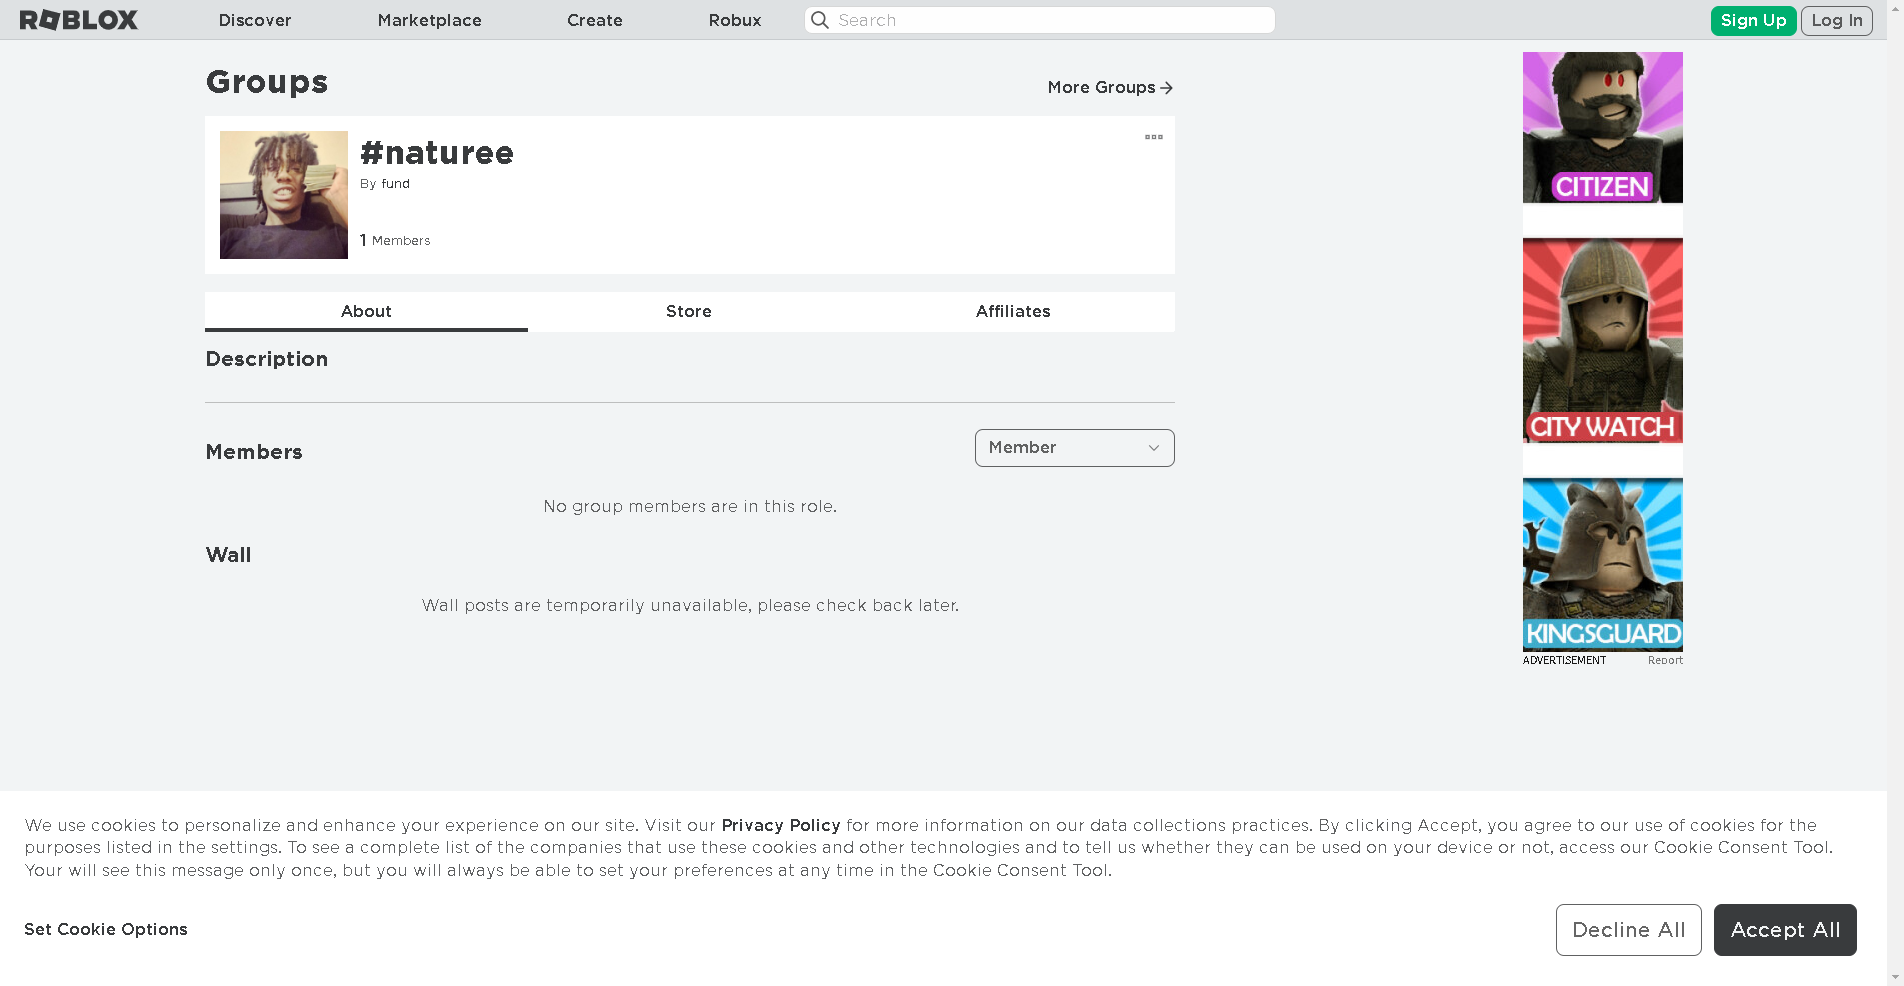 ROBLOX Discover Marketplace Create Robux Search Sign Up Log In
Groups
More Groups
#naturee
By fund
1 Members
About Store Affiliates
Description
Members
Member
No group members are in this role.
Wall
Wall posts are temporarily unavailable, please check back later.
CITIZEN
CITY WATCH
KINGSGUARD
ADVERTISEMENT Report
We use cookies to personalize and enhance your experience on our site. Visit our Privacy Policy for more information on our data collections practices. By clicking Accept, you agree to our use of cookies for the
purposes listed in the settings. To see a complete list of the companies that use these cookies and other technologies and to tell us whether they can be used on your device or not, access our Cookie Consent Tool.
Your will see this message only once, but you will always be able to set your preferences at any time in the Cookie Consent Tool.
Set Cookie Options
Decline All
Accept All